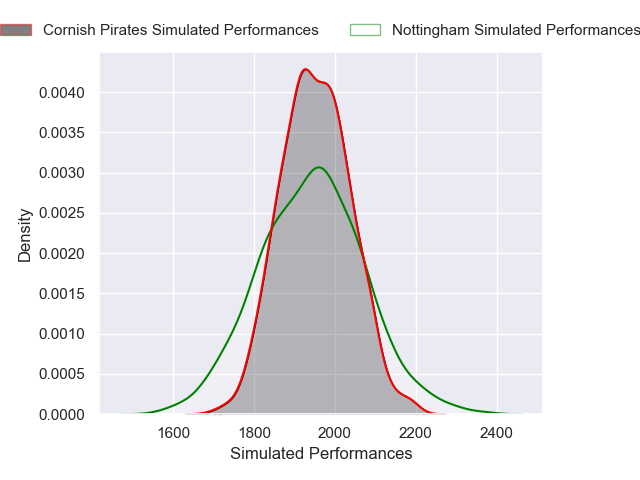 Cornish Pirates Simulated Performances
Nottingham Simulated Performances
0.0040
0.0035
0.0030
0.0025
0.0020
0.0015
0.0010
0.0005
0.0000
Density
1600 1800 2000 2200 2400
Simulated Performances